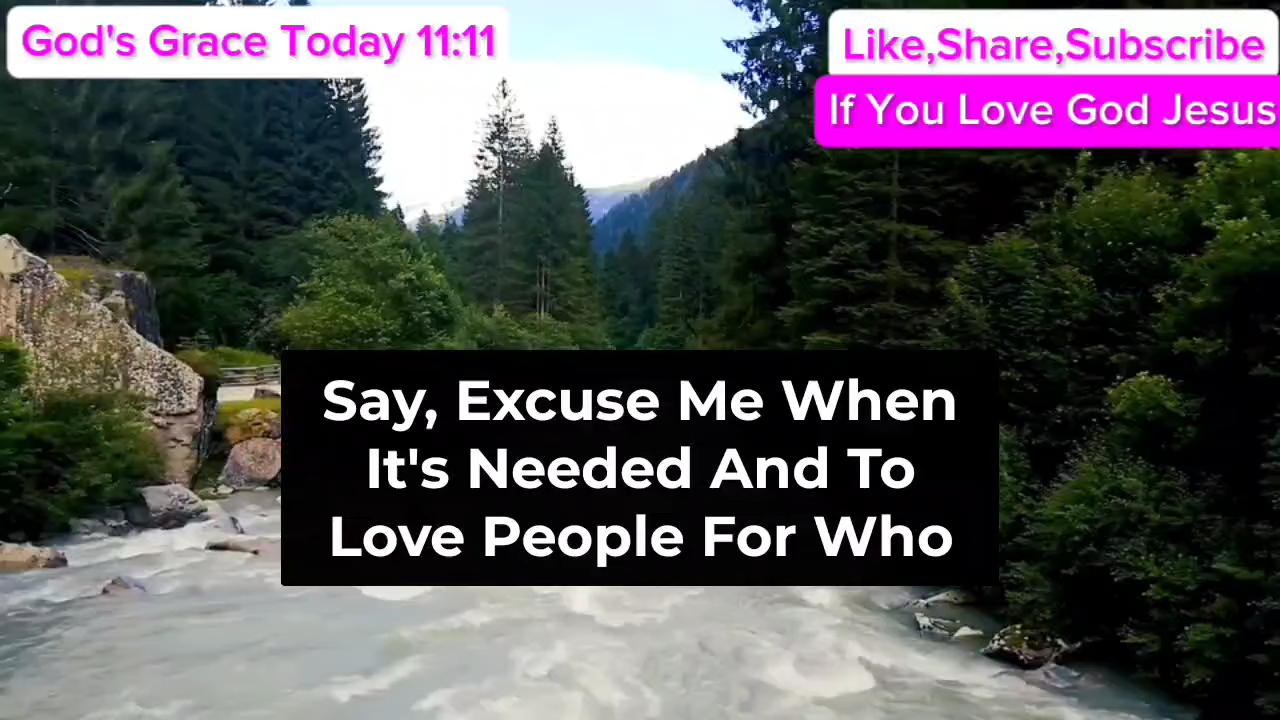 God's Grace Today 11:11
Like,Share,Subscribe
If You Love God Jesus
Say, Excuse Me When
It's Needed And To
Love People For Who